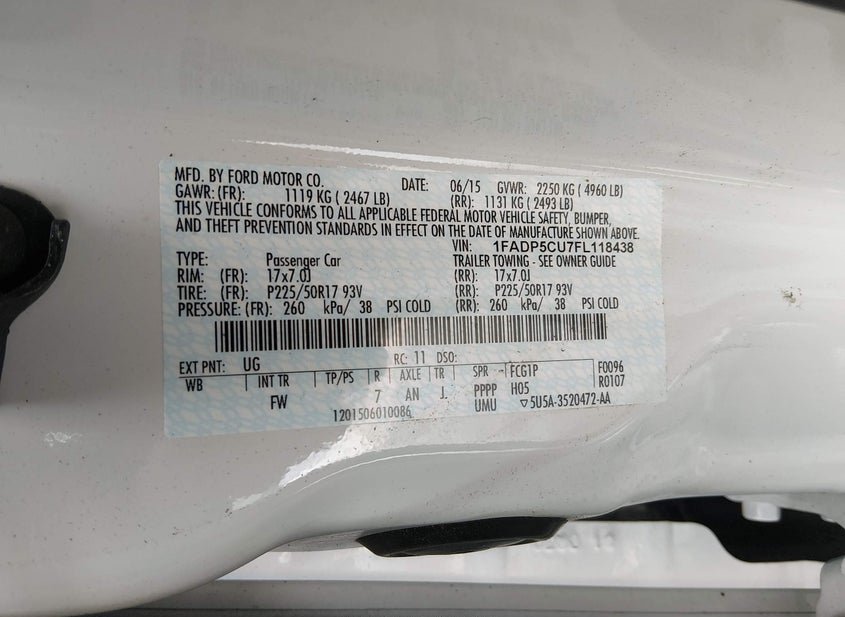 MFD. BY FORD MOTOR CO. DATE: 06/15 GVWR: 2250 KG ( 4960 LB)
GAWR: (FR): 1119 KG ( 2467 LB) (RR): 1131 KG ( 2493 LB)
THIS VEHICLE CONFORMS TO ALL APPLICABLE FEDERAL MOTOR VEHICLE SAFETY, BUMPER,
AND THEFT PREVENTION STANDARDS IN EFFECT ON THE DATE OF MANUFACTURE SHOWN ABOVE.
VIN: 1FADP5CU7FL118438
TYPE: Passenger Car TRAILER TOWING - SEE OWNER GUIDE
RIM: (FR): 17x7.0J (RR): 17x7.0J
TIRE: (FR): P225/50R17 93V (RR): P225/50R17 93V
PRESSURE: (FR): 260 kPa/ 38 PSI COLD (RR): 260 kPa/ 38 PSI COLD
EXT PNT: UG RC: 11 DSO: FCG1P F0096
WB INT TR TP/PS R AXLE TR SPR H05 R0107
FW 7 AN J. PPPP
1201506010086 UMU ▽5U5A-3520472-AA